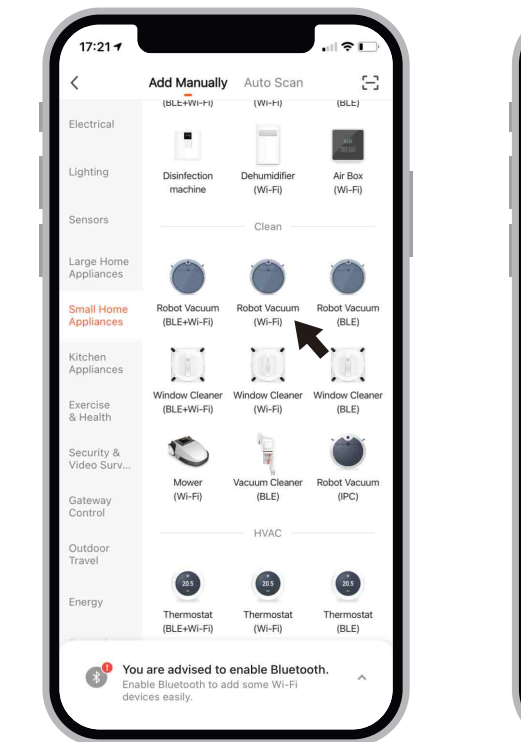 17:21
Add Manually Auto Scan
(BLE+Wi-Fi) (Wi-Fi) (BLE)
Electrical
Lighting
Sensors
Large Home
Appliances
Small Home
Appliances
Kitchen
Appliances
Exercise
& Health
Security &
Video Surv...
Gateway
Control
Outdoor
Travel
Energy
Disinfection Dehumidifier Air Box
machine (Wi-Fi) (Wi-Fi)
Clean
Robot Vacuum Robot Vacuum Robot Vacuum
(BLE+Wi-Fi) (Wi-Fi) (BLE)
Window Cleaner Window Cleaner Window Cleaner
(BLE+Wi-Fi) (Wi-Fi) (BLE)
Mower Vacuum Cleaner Robot Vacuum
(Wi-Fi) (BLE) (IPC)
HVAC
20.5 20.5 20.5
Thermostat Thermostat Thermostat
(BLE+Wi-Fi) (Wi-Fi) (BLE)
You are advised to enable Bluetooth.
Enable Bluetooth to add some Wi-Fi
devices easily.